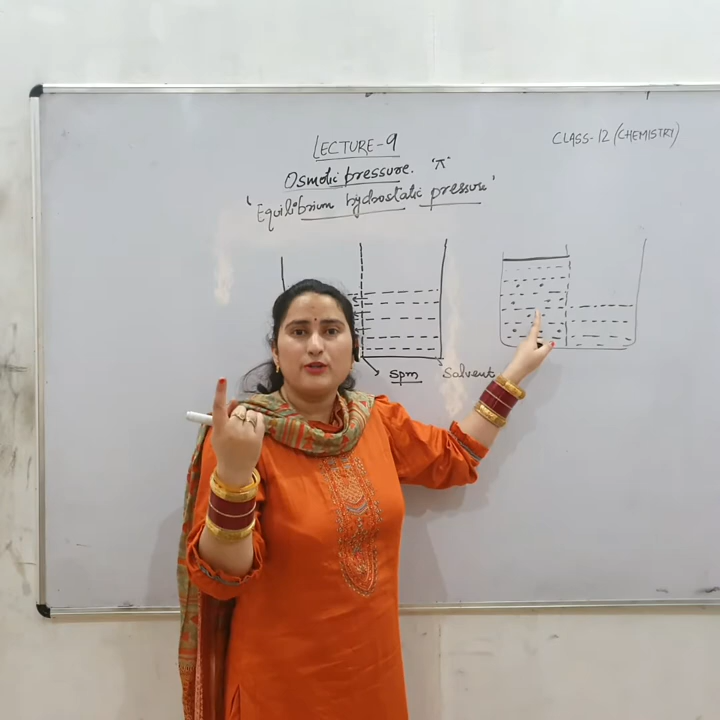 LECTURE-9
CLASS-12 (CHEMISTRY)
Osmotic pressure. "π"
'Equilibrium hydrostatic pressure'
Spm
Solvent